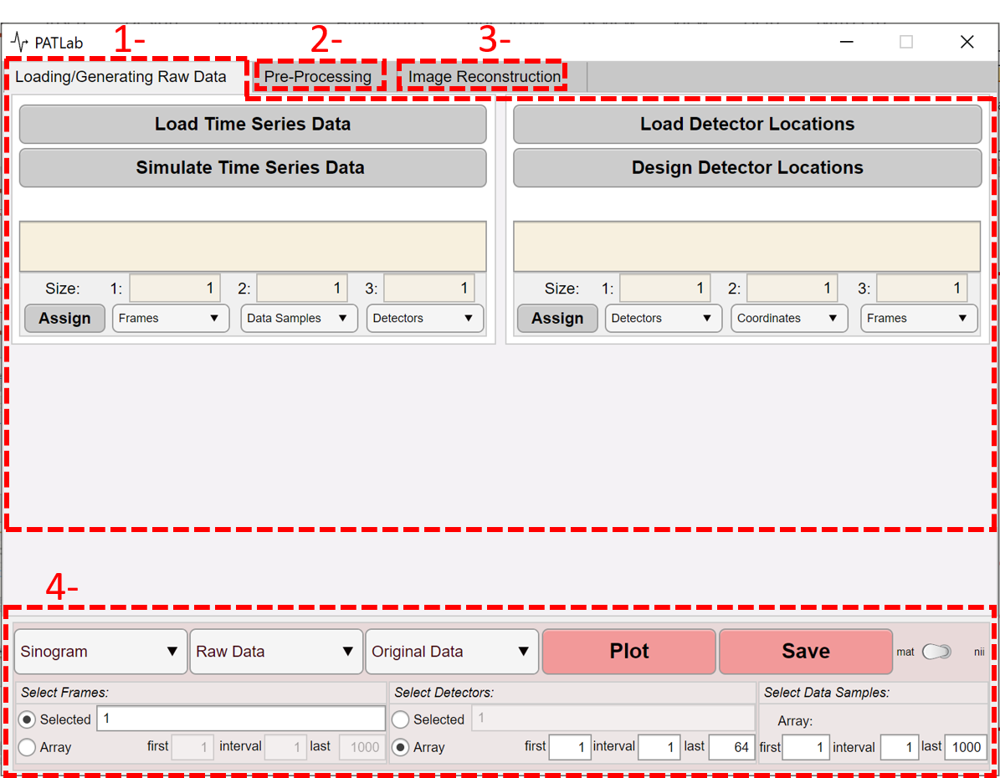 1- 2- 3-
PATLab
Loading/Generating Raw Data Pre-Processing Image Reconstruction
Load Time Series Data Load Detector Locations
Simulate Time Series Data Design Detector Locations
Size: 1: 1 2: 1 3: 1 Size: 1: 1 2: 1 3: 1
Assign Frames Data Samples Detectors Assign Detectors Coordinates Frames
4-
Sinogram Raw Data Original Data Plot Save mat nii
Select Frames: Select Detectors: Select Data Samples:
Selected 1 Selected 1 Array:
Array first 1 interval 1 last 1000 Array first 1 interval 1 last 64 first 1 interval 1 last 1000